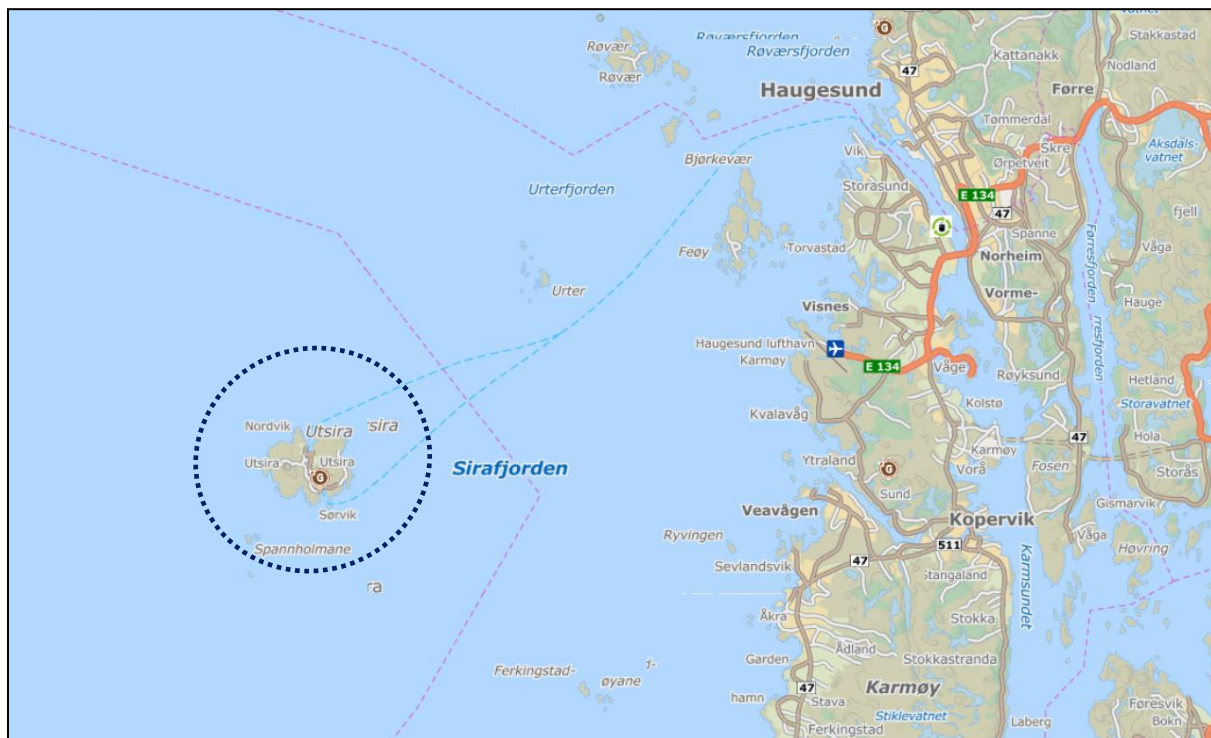 Røvær
Røvær
Røværsfjorden
Røværsfjorden
47
G
Kattanakk
vatnet
Stakkastad
Nodland
Haugesund
Førre
Tømmerdal
Skre
Aksdals-
vatnet
Ørpetveit
Bjørkevær
Vik
Urterfjorden
Storasund
E 134
47
fjell
Spanne
Førresfjorden
Feøy
Torvastad
Norheim
Våga
Urter
Visnes
Vorme-
Hauge
rresfjorden
Haugesund lufthavn
Karmøy
E 134
Våge
Røyksund
Hetland
Storavatnet
Kolstø
Kvalavåg
Nordvik
Utsira
sira
Karmøy
47
Hola
Utsira
Utsira
G
Sirafjorden
Ytraland
G
Vorå
Fosen
Storås
Sund
Gismarvik
Sørvik
Veavågen
Kopervik
Spannholmane
Ryvingen
511
Våga
Høvring
47
Sevlandsvik
Stangaland
Karmsundet
ra
Åkra
Stokka
Ådland
Garden
Stokkastranda
Ferkingstad-
øyane
47
Karmøy
hamn
Stava
Stiklevatnet
Føresvik
Bokn
Laberg
Ferkingstad